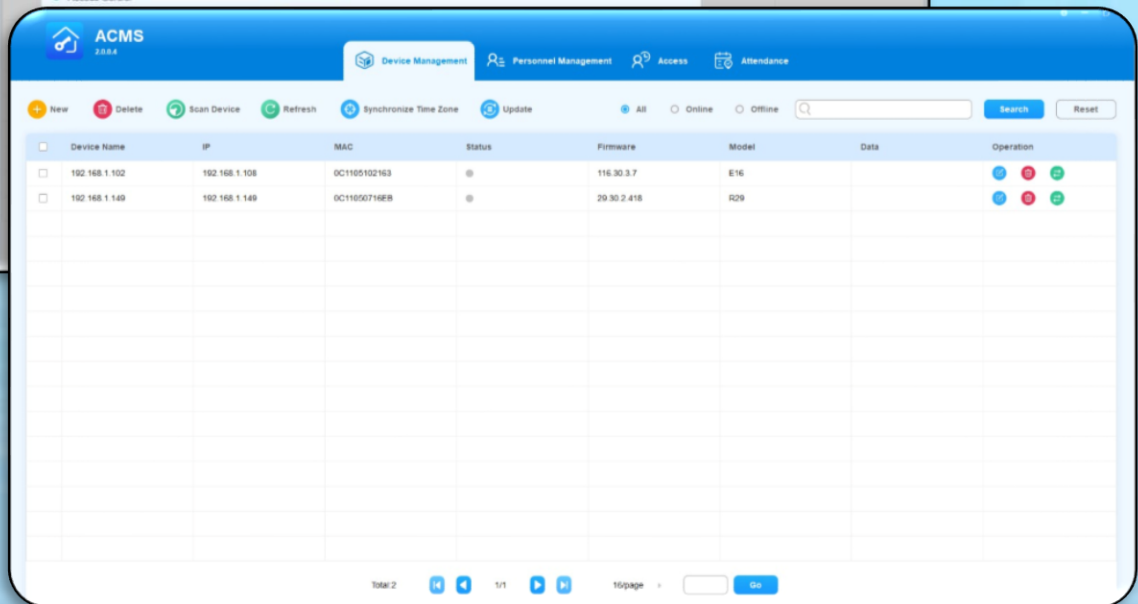 ACMS
2.0.0.4
Device Management Personnel Management Access Attendance
New Delete Scan Device Refresh Synchronize Time Zone Update All Online Offline Search Reset
Device Name IP MAC Status Firmware Model Data Operation
192.168.1.102 192.168.1.108 0C1105102163 116.30.3.7 E16
192.168.1.149 192.168.1.149 0C11050716EB 29.30.2.418 R29
Total:2 1/1 16/page Go